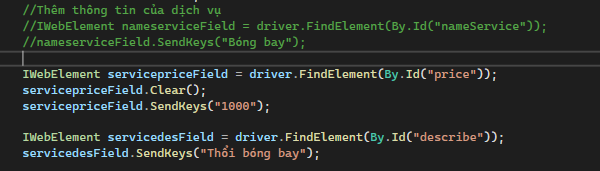 //Thêm thông tin của dịch vụ
//IWebElement nameserviceField = driver.FindElement(By.Id("nameService"));
//nameserviceField.SendKeys("Bóng bay");
IWebElement servicepriceField = driver.FindElement(By.Id("price"));
servicepriceField.Clear();
servicepriceField.SendKeys("1000");
IWebElement servicedesField = driver.FindElement(By.Id("describe"));
servicedesField.SendKeys("Thổi bóng bay");